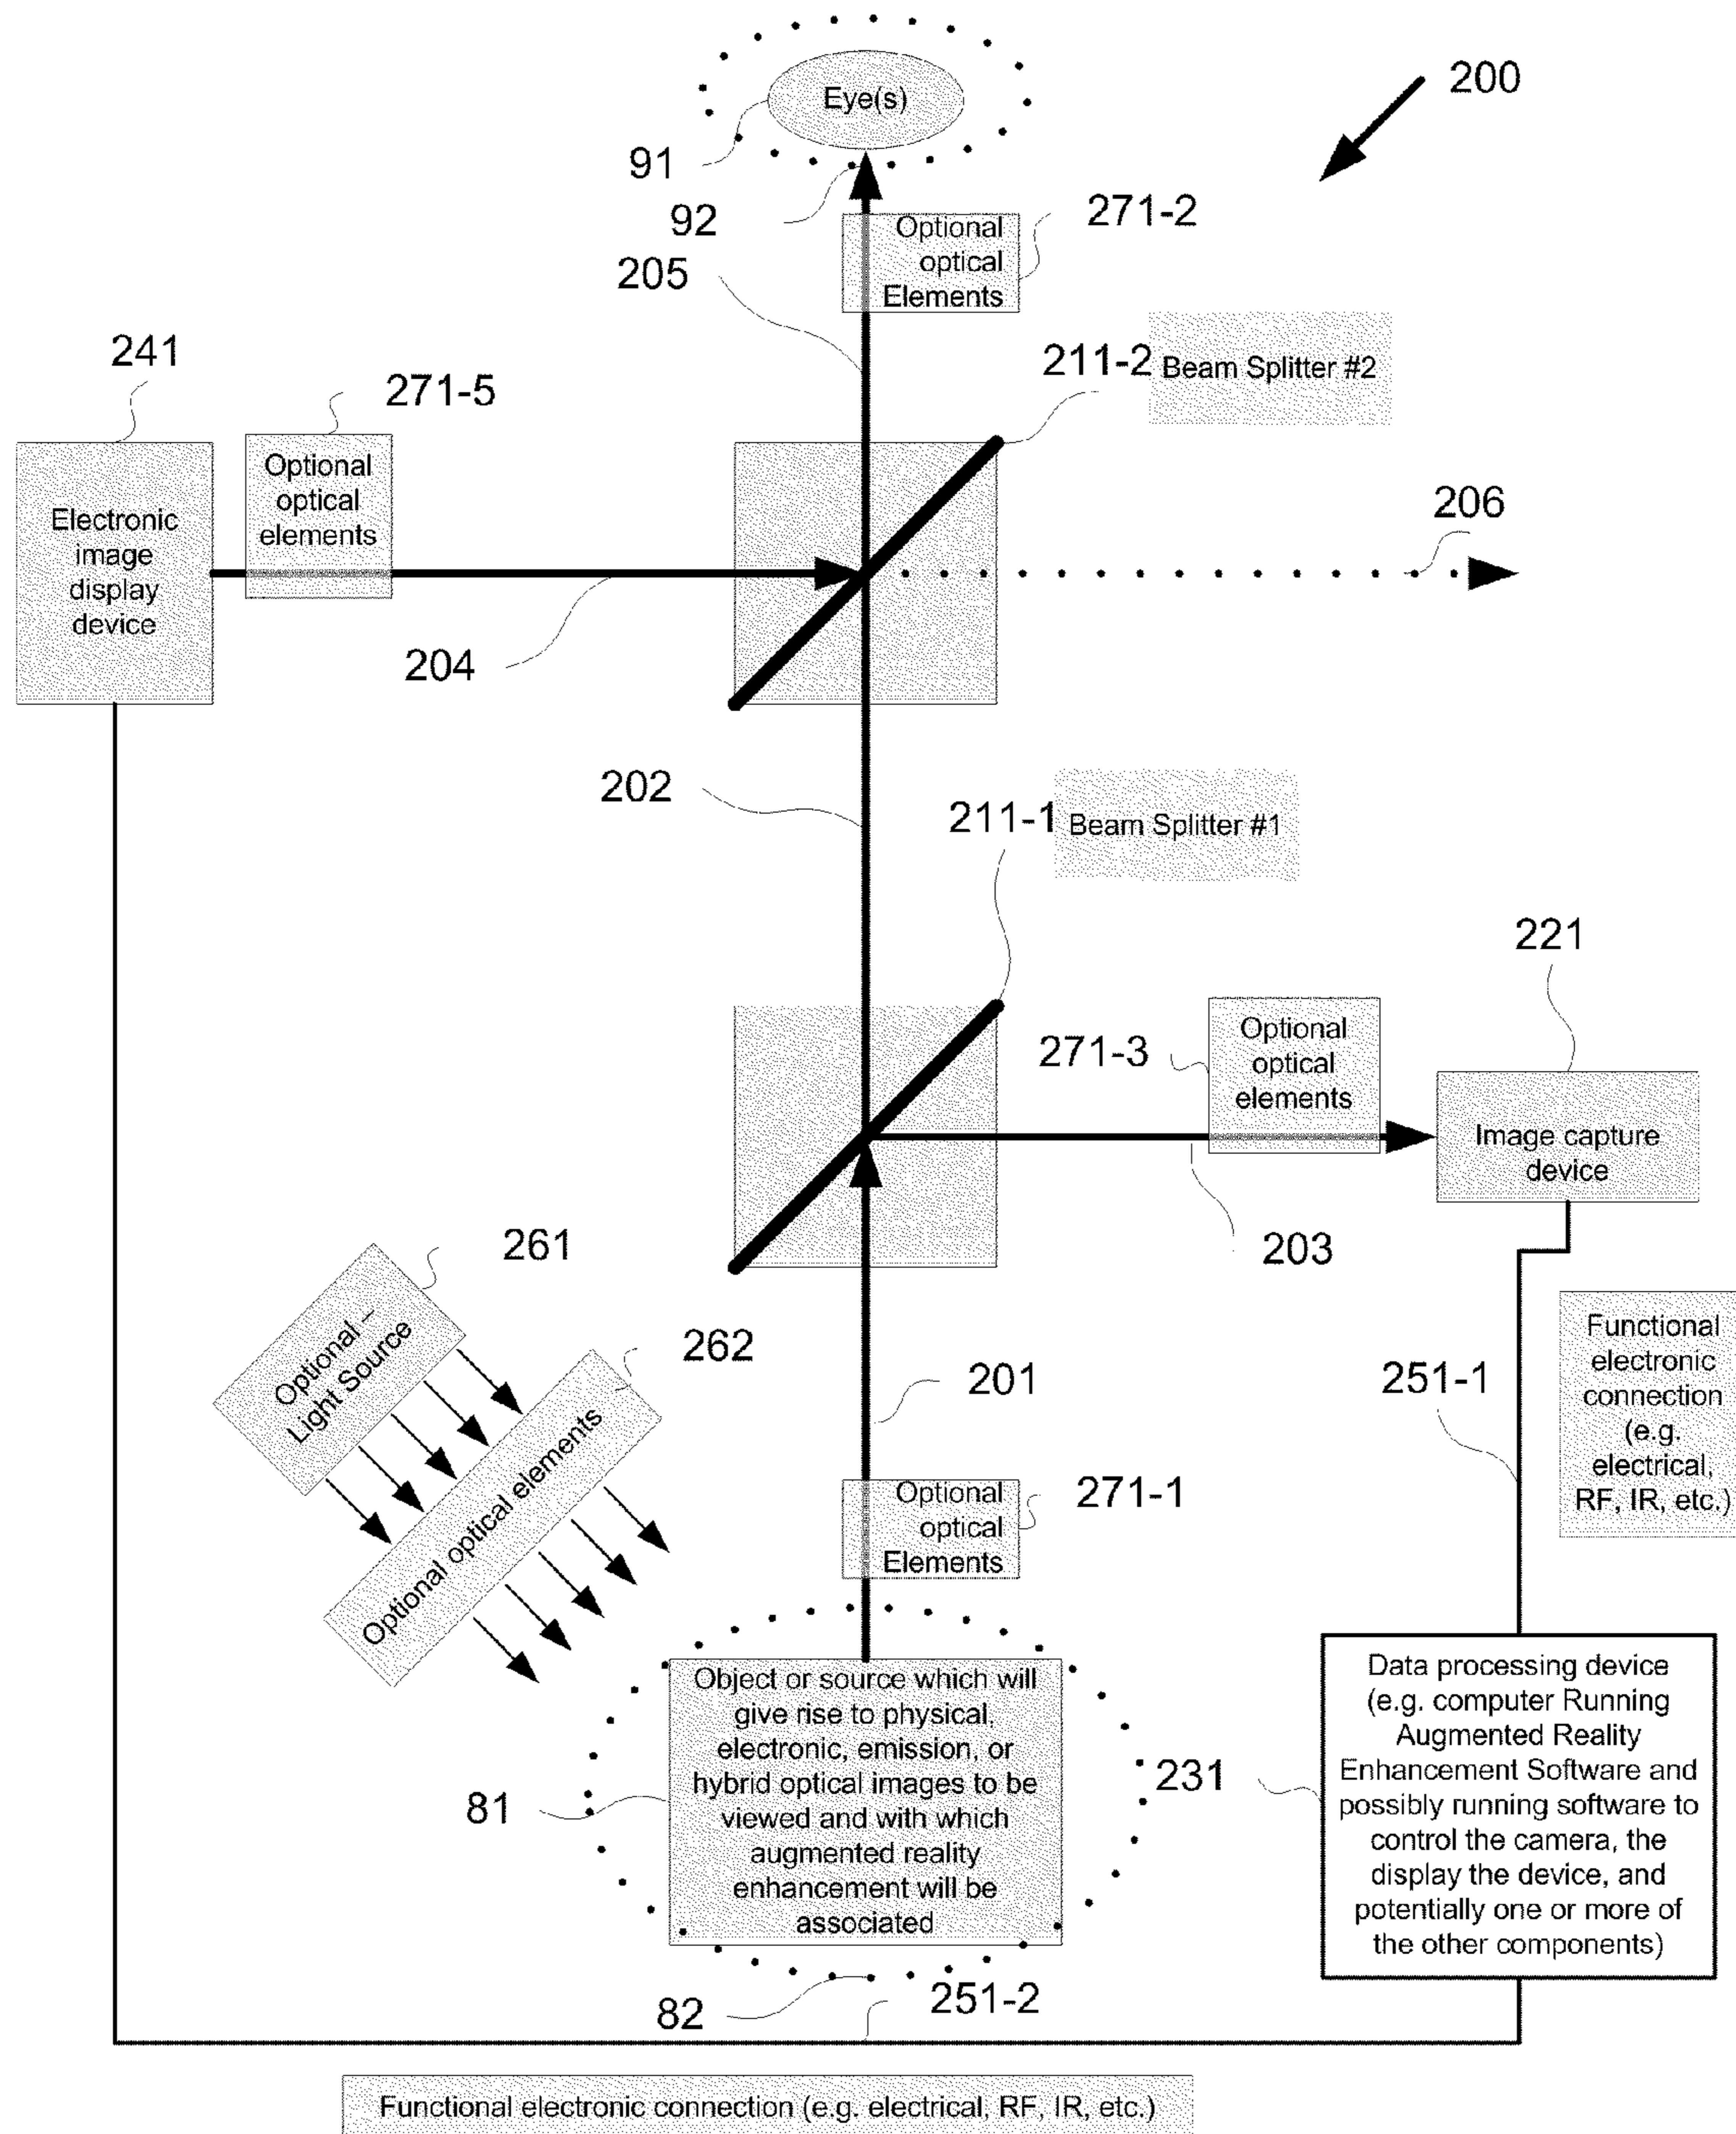 200
Eye(s)
91
92
271-2
Optional
optical
Elements
205
241
271-5
211-2 Beam Splitter #2
Optional
optical
elements
Electronic
image
display
device
206
204
202
211-1 Beam Splitter #1
221
271-3
Optional
optical
elements
Image capture
device
203
261
Optional –
Light Source
262
Optional optical elements
201
251-1
Functional
electronic
connection
(e.g.
electrical,
RF, IR, etc.)
271-1
Optional
optical
Elements
Object or source which will
give rise to physical,
electronic, emission, or
hybrid optical images to be
viewed and with which
augmented reality
enhancement will be
associated
81
231
Data processing device
(e.g. computer Running
Augmented Reality
Enhancement Software and
possibly running software to
control the camera, the
display the device, and
potentially one or more of
the other components)
82
251-2
Functional electronic connection (e.g. electrical, RF, IR, etc.)